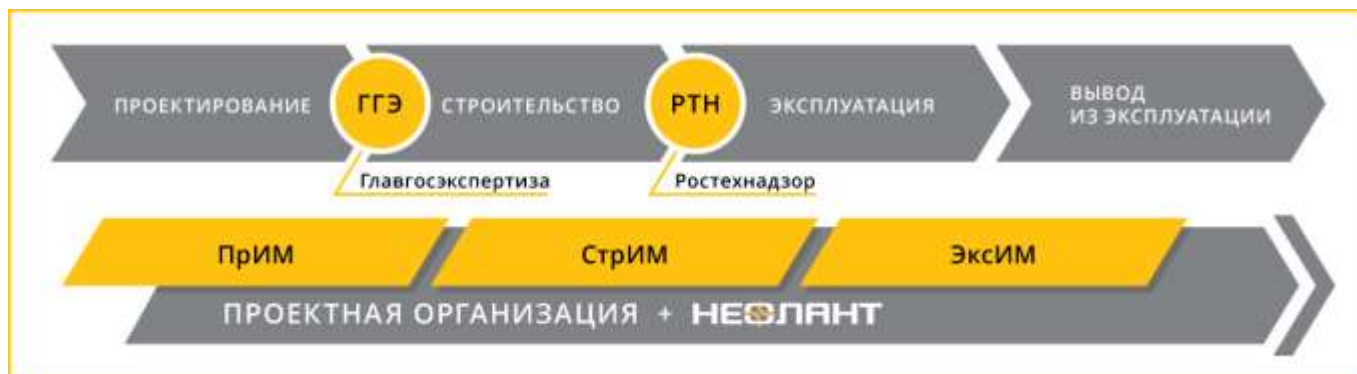 ПРОЕКТИРОВАНИЕ ГГЭ СТРОИТЕЛЬСТВО РТН ЭКСПЛУАТАЦИЯ
ВЫВОД
ИЗ ЭКСПЛУАТАЦИИ
Главгосэкспертиза
Ростехнадзор
ПрИМ СтрИМ ЭксИМ
ПРОЕКТНАЯ ОРГАНИЗАЦИЯ + НЕОЛАНТ